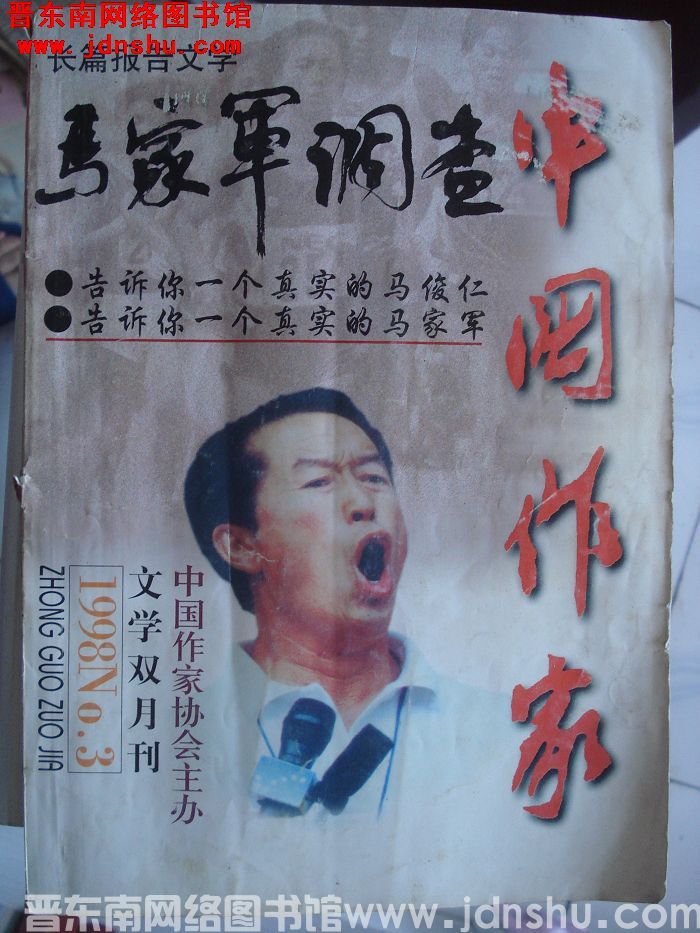 晋东南网络图书馆
www.jdnshu.com
长篇报告文学
马家军调查
中国作家
●告诉你一个真实的马俊仁
●告诉你一个真实的马家军
中国作家协会主办
文学双月刊
1998No.3
ZHONG GUO ZUO JIA
晋东南网络图书馆www.jdnshu.com